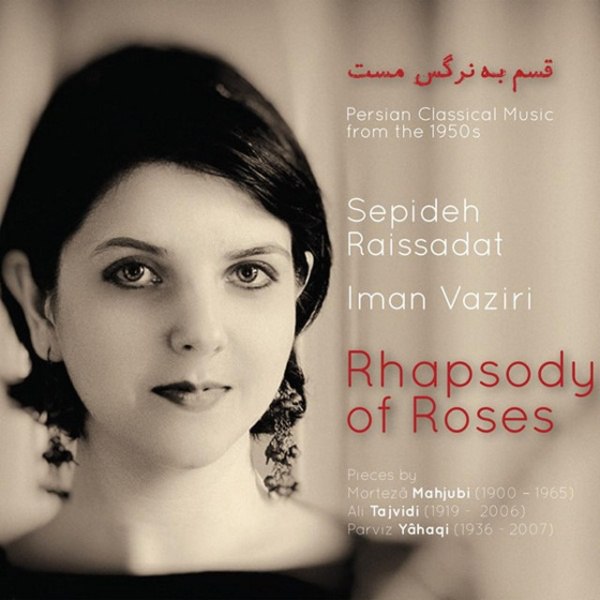 قسم به نرگس مست
Persian Classical Music
from the 1950s
Sepideh
Raissadat
Iman Vaziri
Rhapsody
of Roses
Pieces by
Mortezâ Mahjubi (1900 – 1965)
Ali Tajvidi (1919 - 2006)
Parviz Yâhaqi (1936 - 2007)